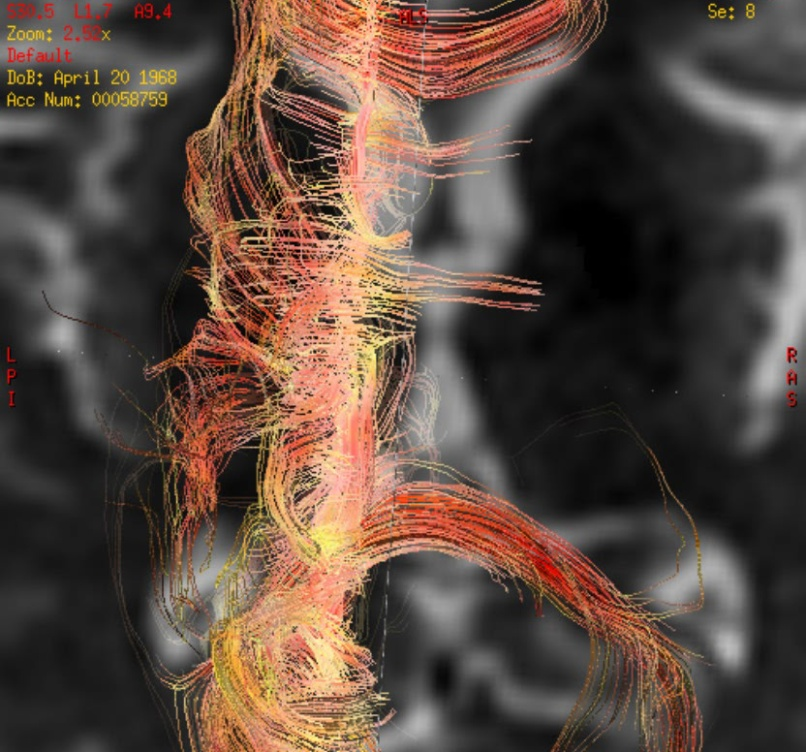 S30.5 L1.7 A9.4
Se: 8
Zoom: 2.52x
Default
DoB: April 20 1968
Acc Num: 00058759
L
P
I
R
A
S